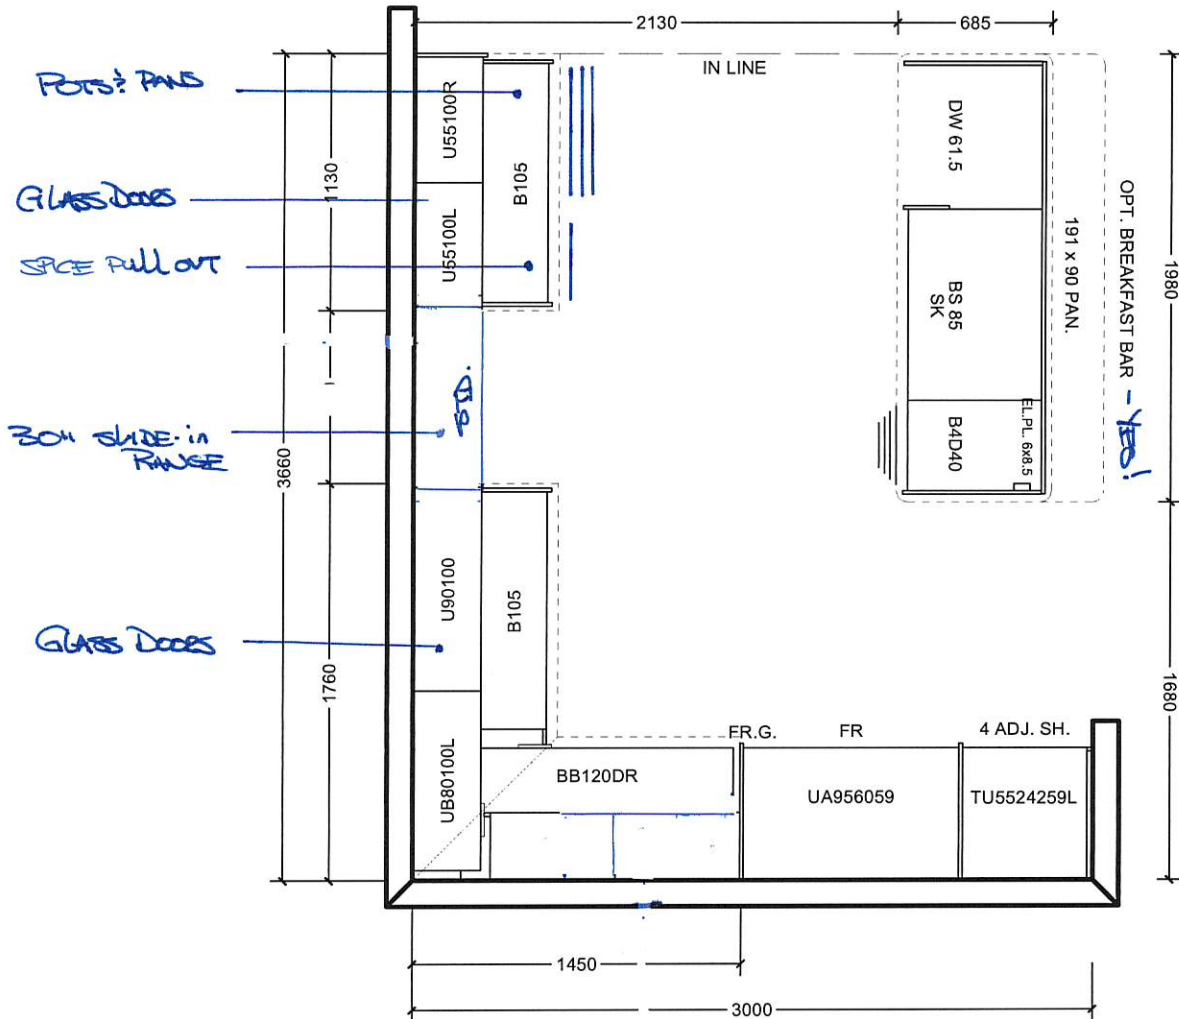 2130
685
IN LINE
POTS & PANS
U55100R
DW 61.5
1130
B105
GLASS DOORS
U55100L
SPICE PULL OUT
BS 85
SK
191 x 90 PAN.
OPT. BREAKFAST BAR - YES!
1980
EL.PL. 6x8.5
B4D40
30" SLIDE-in
RANGE
3660
U90100
B105
GLASS DOORS
1760
1680
UB80100L
FR.G.
FR
4 ADJ. SH.
BB120DR
UA956059
TU5524259L
1450
3000